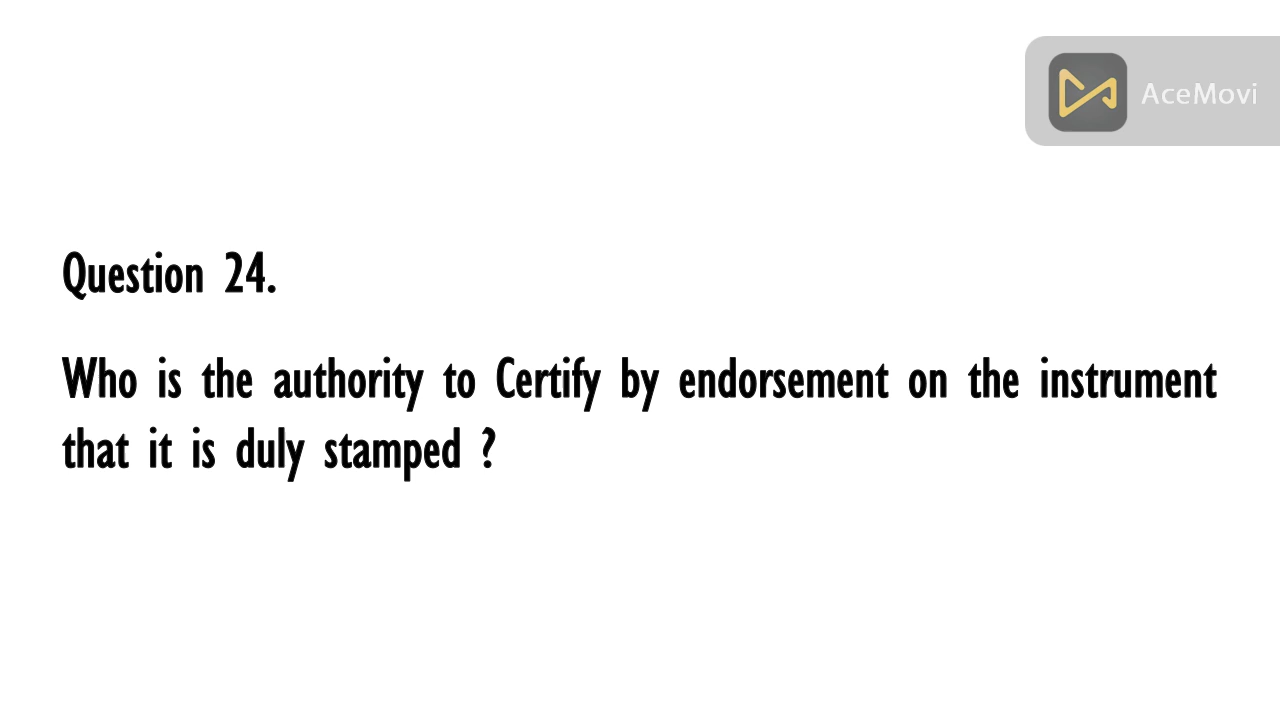 AceMovi
Question 24.
Who is the authority to Certify by endorsement on the instrument
that it is duly stamped ?